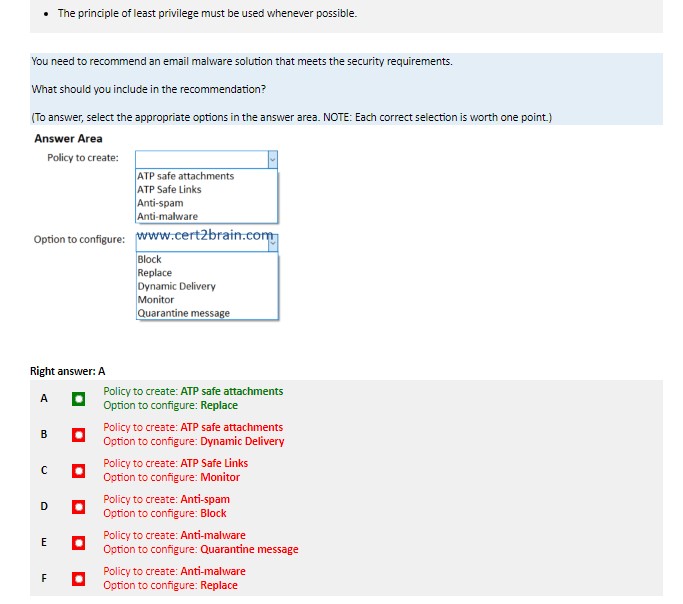 • The principle of least privilege must be used whenever possible.
You need to recommend an email malware solution that meets the security requirements.
What should you include in the recommendation?
(To answer, select the appropriate options in the answer area. NOTE: Each correct selection is worth one point.)
Answer Area
Policy to create:
ATP safe attachments
ATP Safe Links
Anti-spam
Anti-malware
Option to configure: www.cert2brain.com
Block
Replace
Dynamic Delivery
Monitor
Quarantine message
Right answer: A
A Policy to create: ATP safe attachments
Option to configure: Replace
B Policy to create: ATP safe attachments
Option to configure: Dynamic Delivery
C Policy to create: ATP Safe Links
Option to configure: Monitor
D Policy to create: Anti-spam
Option to configure: Block
E Policy to create: Anti-malware
Option to configure: Quarantine message
F Policy to create: Anti-malware
Option to configure: Replace